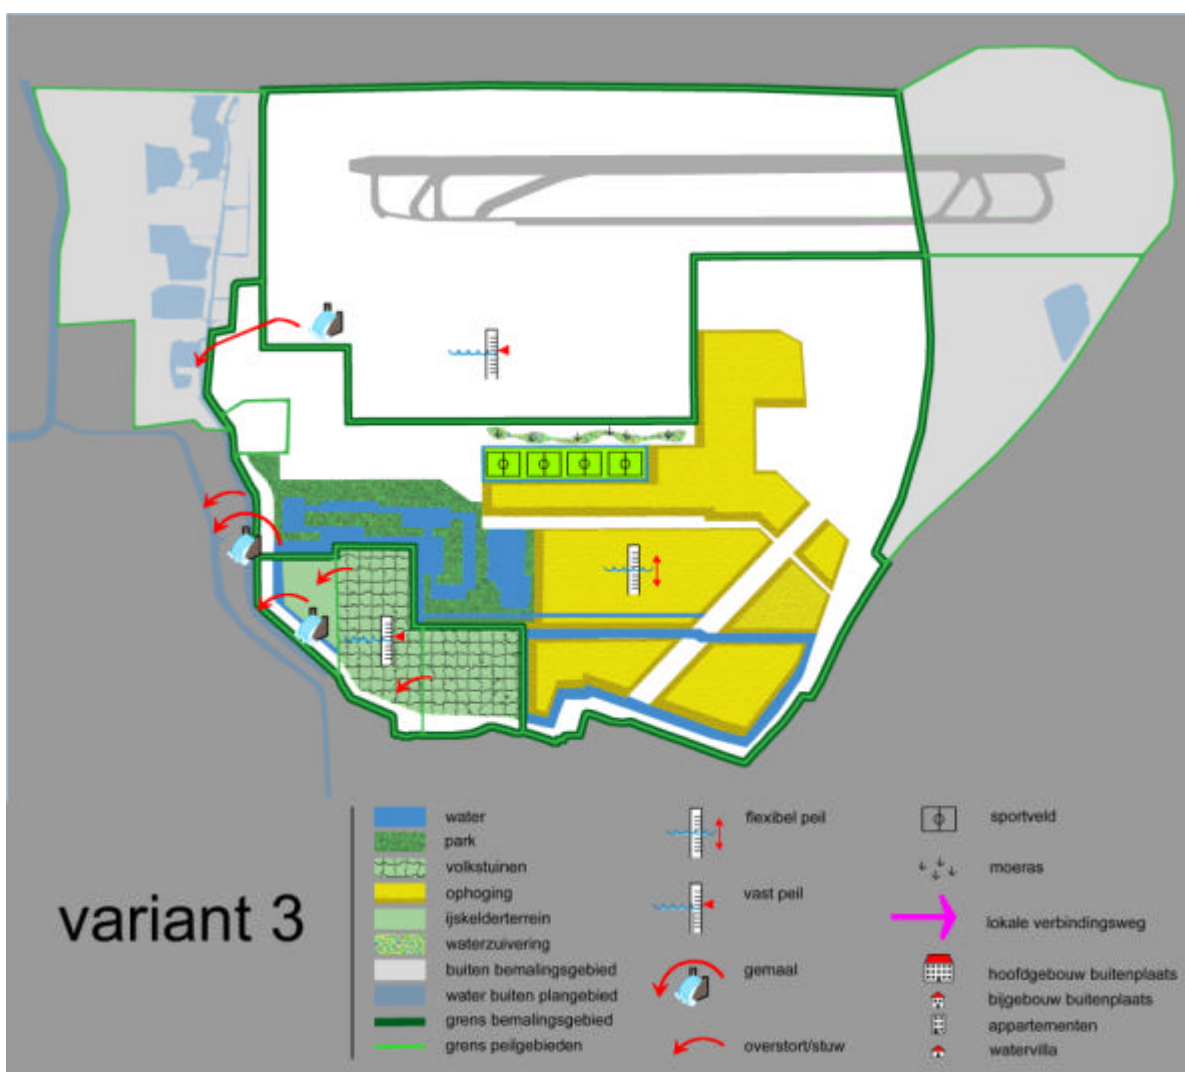 variant 3
water
park
volkstuinen
ophoging
ijskelderterrein
waterzuivering
buiten bemalingsgebied
water buiten plangebied
grens bemalingsgebied
grens peilgebieden
flexibel peil
vast peil
gemaal
overstort/stuw
sportveld
moeras
lokale verbindingsweg
hoofdgebouw buitenplaats
bijgebouw buitenplaats
appartementen
watervilla